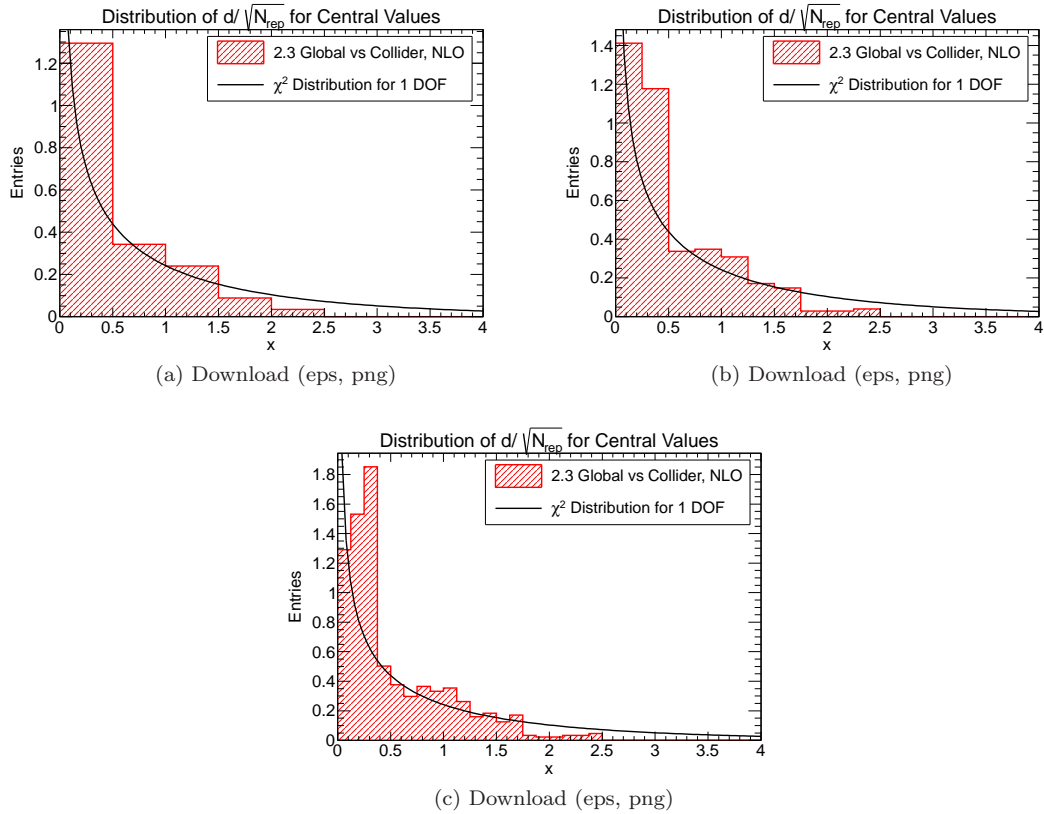 Distribution of d/ √N_rep for Central Values
2.3 Global vs Collider, NLO
χ² Distribution for 1 DOF
Entries
1.2
1
0.8
0.6
0.4
0.2
0
0 0.5 1 1.5 2 2.5 3 3.5 4
x
(a) Download (eps, png)
Distribution of d/ √N_rep for Central Values
2.3 Global vs Collider, NLO
χ² Distribution for 1 DOF
Entries
1.4
1.2
1
0.8
0.6
0.4
0.2
0
0 0.5 1 1.5 2 2.5 3 3.5 4
x
(b) Download (eps, png)
Distribution of d/ √N_rep for Central Values
2.3 Global vs Collider, NLO
χ² Distribution for 1 DOF
Entries
1.8
1.6
1.4
1.2
1
0.8
0.6
0.4
0.2
0
0 0.5 1 1.5 2 2.5 3 3.5 4
x
(c) Download (eps, png)